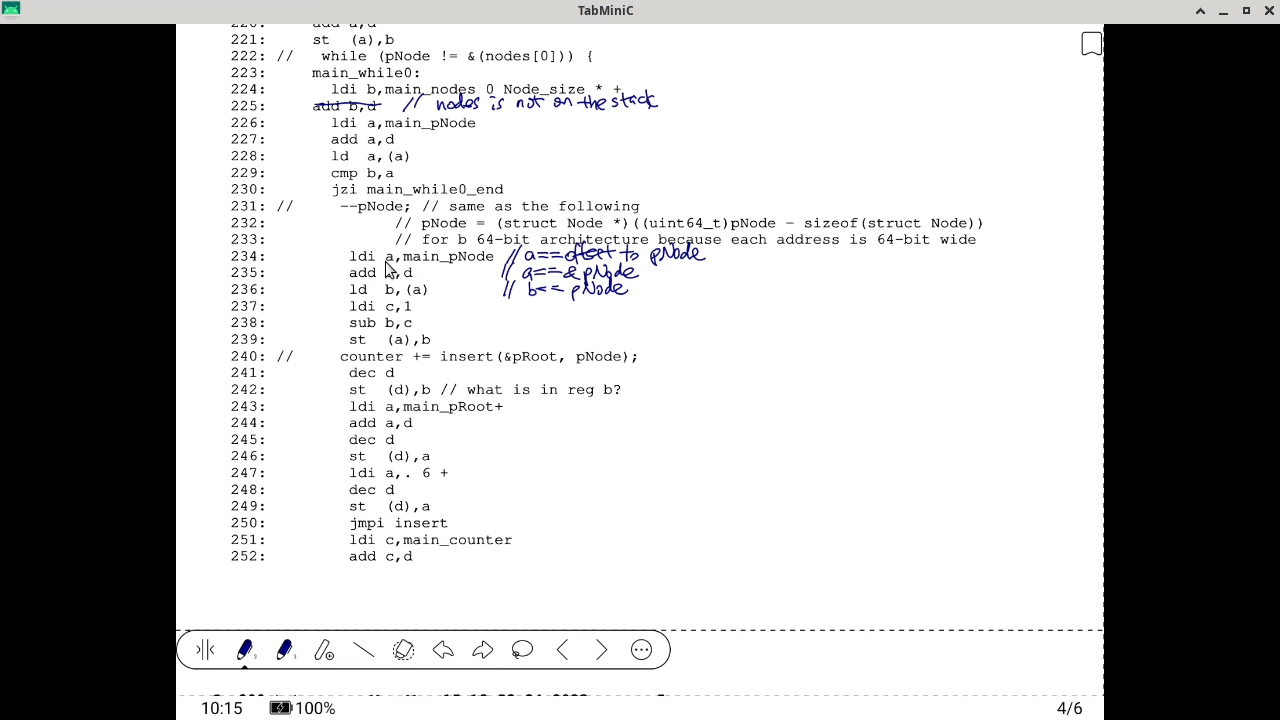 TabMiniC
220: add a,d
221: st (a),b
222: // while (pNode != &(nodes[0])) {
223: main_while0:
224: ldi b,main_nodes 0 Node_size * +
225: add b,d // nodes is not on the stack
226: ldi a,main_pNode
227: add a,d
228: ld a,(a)
229: cmp b,a
230: jzi main_while0_end
231: // --pNode; // same as the following
232: // pNode = (struct Node *)((uint64_t)pNode - sizeof(struct Node))
233: // for b 64-bit architecture because each address is 64-bit wide
234: ldi a,main_pNode // a==offset to pNode
235: add a,d // a==&pNode
236: ld b,(a) // b== pNode
237: ldi c,1
238: sub b,c
239: st (a),b
240: // counter += insert(&pRoot, pNode);
241: dec d
242: st (d),b // what is in reg b?
243: ldi a,main_pRoot+
244: add a,d
245: dec d
246: st (d),a
247: ldi a,. 6 +
248: dec d
249: st (d),a
250: jmpi insert
251: ldi c,main_counter
252: add c,d
10:15 100% 4/6